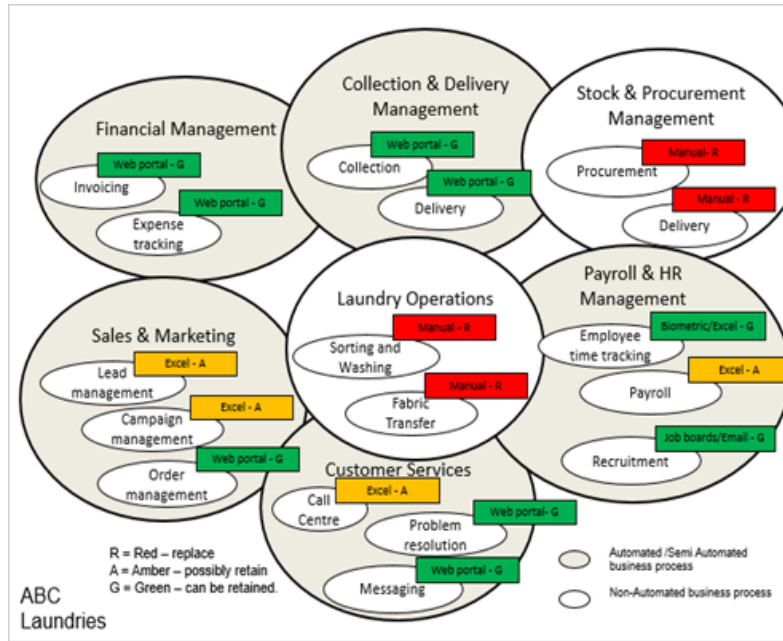 Financial Management
Web portal - G
Invoicing
Web portal - G
Expense
tracking
Collection & Delivery
Management
Web portal - G
Collection
Web portal - G
Delivery
Stock & Procurement
Management
Manual- R
Procurement
Manual- R
Delivery
Sales & Marketing
Excel - A
Lead
management
Excel - A
Campaign
management
Web portal - G
Order
management
Laundry Operations
Manual - R
Sorting and
Washing
Manual - R
Fabric
Transfer
Payroll & HR
Management
Biometric/Excel - G
Employee
time tracking
Excel - A
Payroll
Job boards/Email - G
Recruitment
Customer Services
Excel - A
Call
Centre
Web portal- G
Problem
resolution
Web portal - G
Messaging
R = Red – replace
A = Amber – possibly retain
G = Green – can be retained.
ABC
Laundries
Automated /Semi Automated
business process
Non-Automated business process